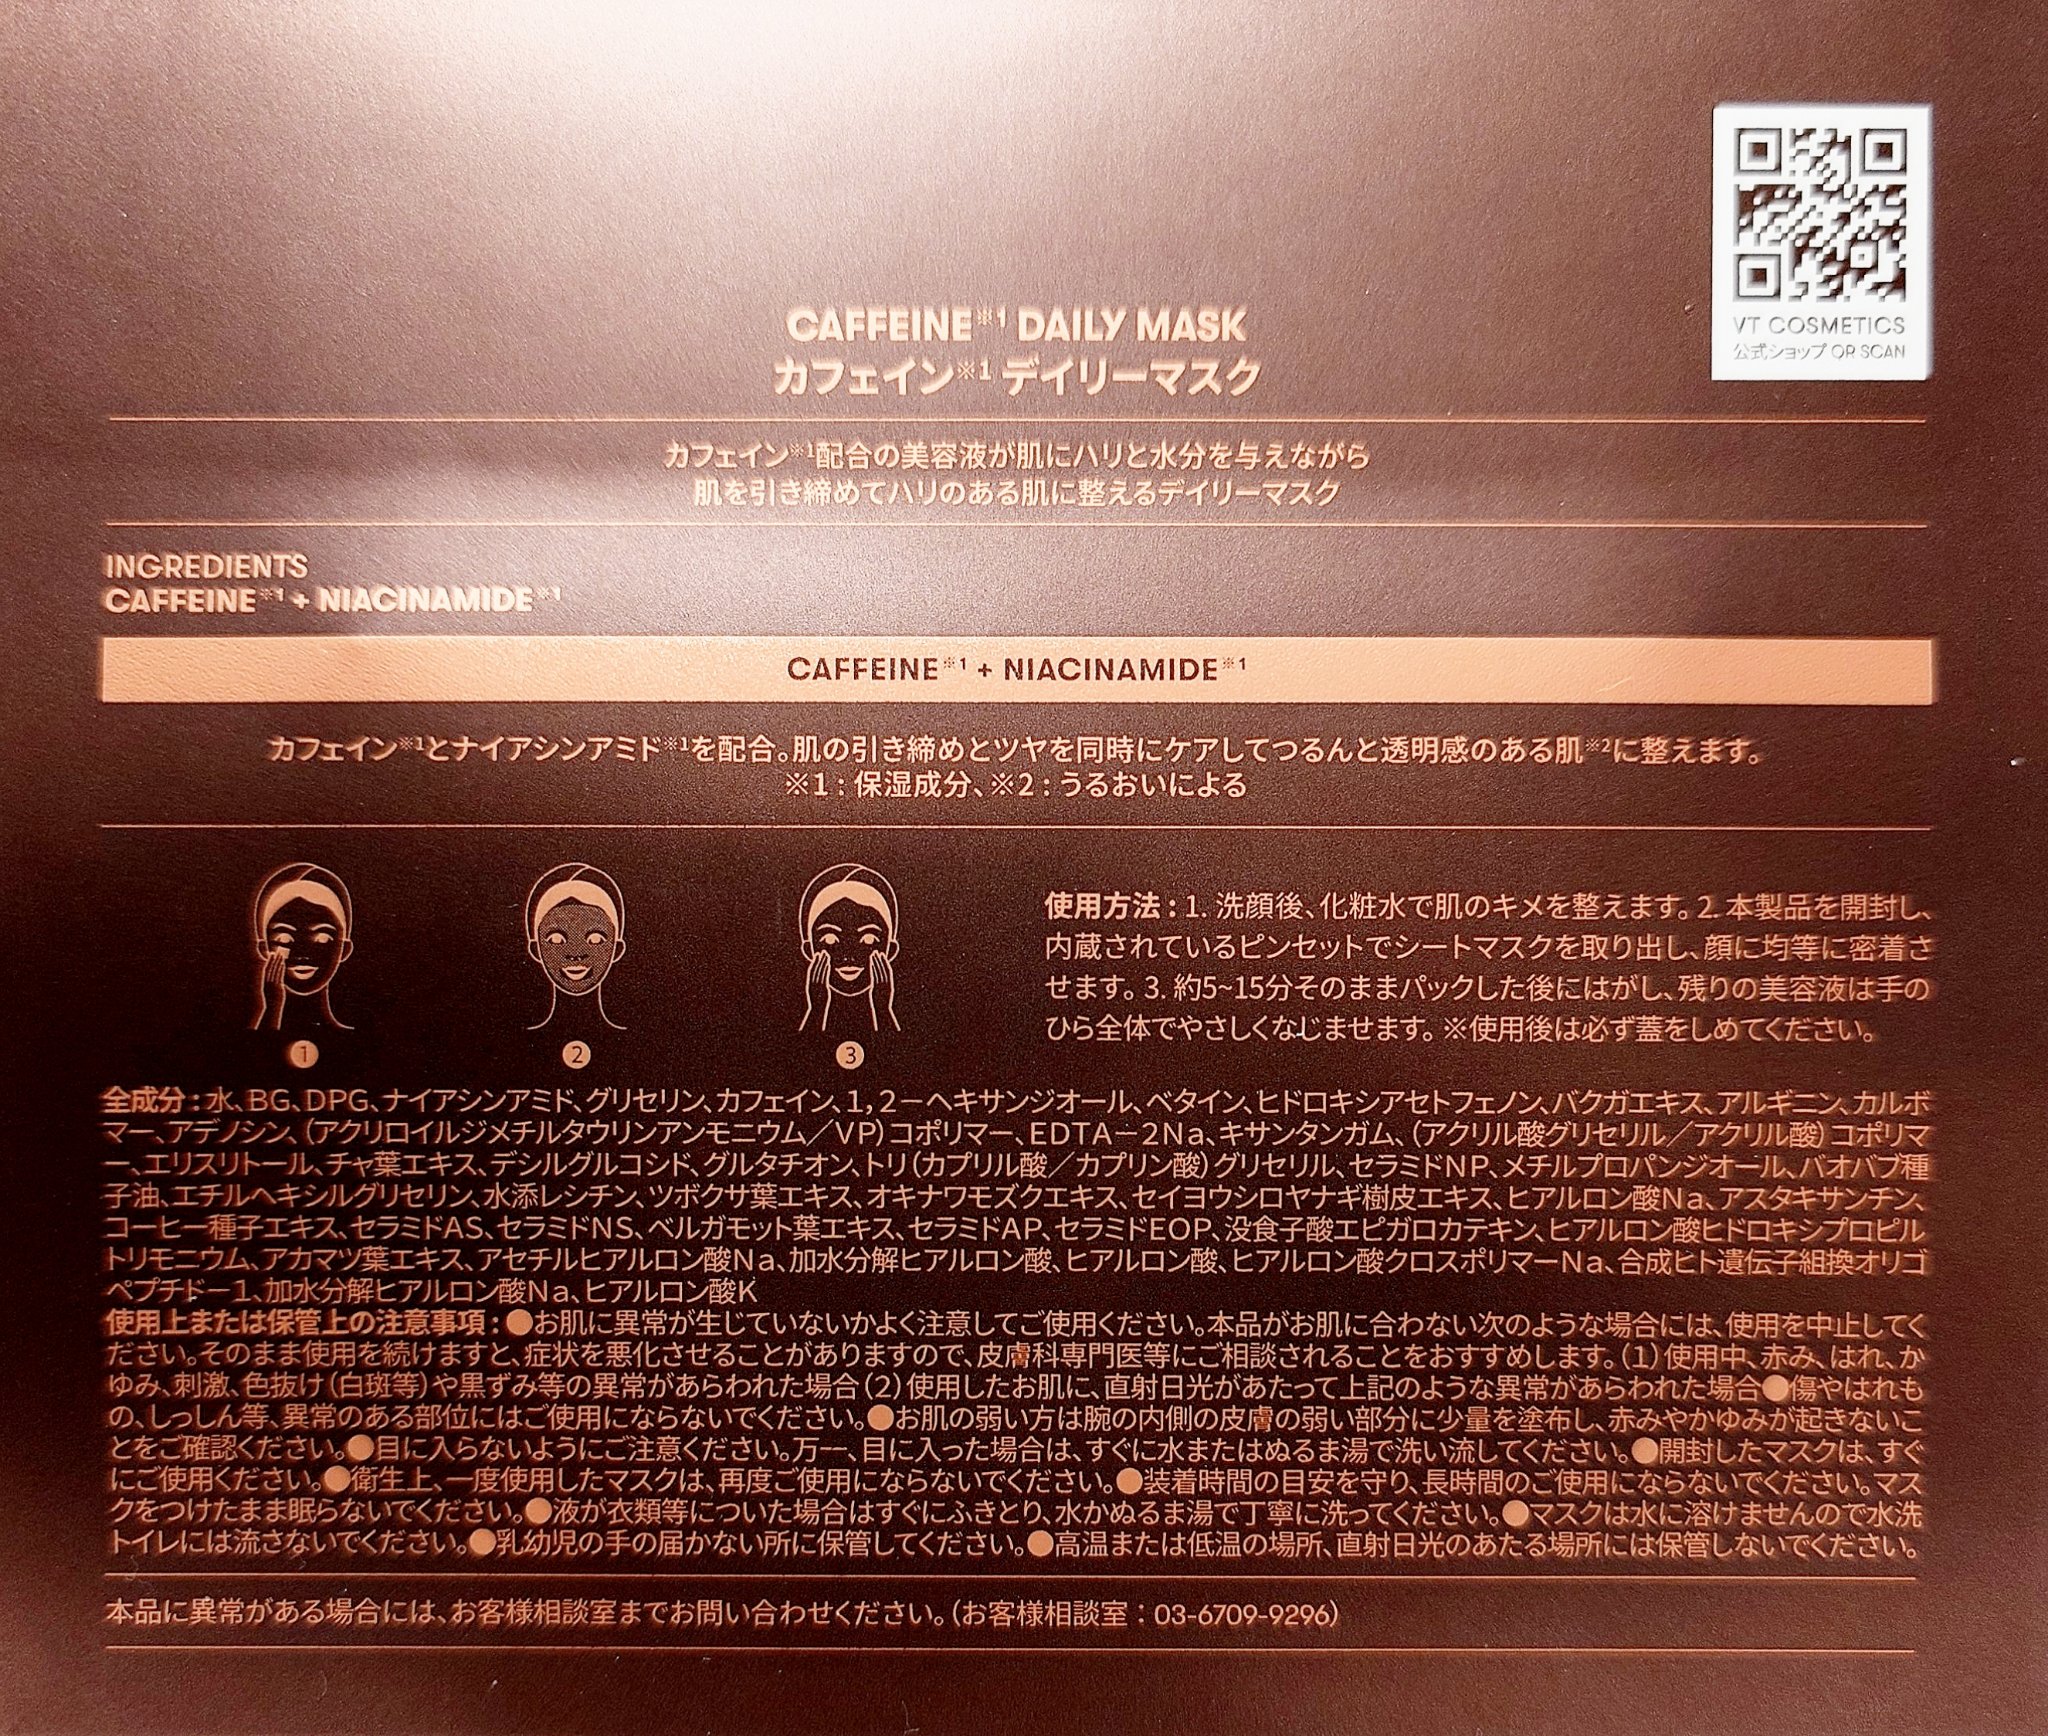 VT COSMETICS
公式ショップ QR SCAN
CAFFEINE※1 DAILY MASK
カフェイン※1 デイリーマスク
カフェイン※1配合の美容液が肌にハリと水分を与えながら
肌を引き締めてハリのある肌に整えるデイリーマスク
INGREDIENTS
CAFFEINE※1 + NIACINAMIDE※1
CAFFEINE※1 + NIACINAMIDE※1
カフェイン※1とナイアシンアミド※1を配合。肌の引き締めとツヤを同時にケアしてつるんと透明感のある肌※2に整えます。
※1 : 保湿成分、※2 : うるおいによる
1
2
3
使用方法 : 1. 洗顔後、化粧水で肌のキメを整えます。2. 本製品を開封し、
内蔵されているピンセットでシートマスクを取り出し、顔に均等に密着さ
せます。3. 約5~15分そのままパックした後にはがし、残りの美容液は手の
ひら全体でやさしくなじませます。※使用後は必ず蓋をしめてください。
全成分 : 水、BG、DPG、ナイアシンアミド、グリセリン、カフェイン、1,2－ヘキサンジオール、ベタイン、ヒドロキシアセトフェノン、バクガエキス、アルギニン、カルボ
マー、アデノシン、(アクリロイルジメチルタウリンアンモニウム／VP)コポリマー、EDTA－2Na、キサンタンガム、(アクリル酸グリセリル／アクリル酸)コポリマ
ー、エリスリトール、チャ葉エキス、デシルグルコシド、グルタチオン、トリ(カプリル酸／カプリン酸)グリセリル、セラミドNP、メチルプロパンジオール、バオバブ種
子油、エチルヘキシルグリセリン、水添レシチン、ツボクサ葉エキス、オキナワモズクエキス、セイヨウシロヤナギ樹皮エキス、ヒアルロン酸Na、アスタキサンチン、
コーヒー種子エキス、セラミドAS、セラミドNS、ベルガモット葉エキス、セラミドAP、セラミドEOP、没食子酸エピガロカテキン、ヒアルロン酸ヒドロキシプロピル
トリモニウム、アカマツ葉エキス、アセチルヒアルロン酸Na、加水分解ヒアルロン酸、ヒアルロン酸、ヒアルロン酸クロスポリマーNa、合成ヒト遺伝子組換オリゴ
ペプチド－1、加水分解ヒアルロン酸Na、ヒアルロン酸K
使用上または保管上の注意事項 : ●お肌に異常が生じていないかよく注意してご使用ください。本品がお肌に合わない次のような場合には、使用を中止してく
ださい。そのまま使用を続けますと、症状を悪化させることがありますので、皮膚科専門医等にご相談されることをおすすめします。(1)使用中、赤み、はれ、か
ゆみ、刺激、色抜け(白斑等)や黒ずみ等の異常があらわれた場合(2)使用したお肌に、直射日光があたって上記のような異常があらわれた場合●傷やはれも
の、しっしん等、異常のある部位にはご使用にならないでください。●お肌の弱い方は腕の内側の皮膚の弱い部分に少量を塗布し、赤みやかゆみが起きないこ
とをご確認ください。●目に入らないようにご注意ください。万一、目に入った場合は、すぐに水またはぬるま湯で洗い流してください。●開封したマスクは、すぐ
にご使用ください。●衛生上、一度使用したマスクは、再度ご使用にならないでください。●装着時間の目安を守り、長時間のご使用にならないでください。マス
クをつけたまま眠らないでください。●液が衣類等についた場合はすぐにふきとり、水かぬるま湯で丁寧に洗ってください。●マスクは水に溶けませんので水洗
トイレには流さないでください。●乳幼児の手の届かない所に保管してください。●高温または低温の場所、直射日光のあたる場所には保管しないでください。
本品に異常がある場合には、お客様相談室までお問い合わせください。(お客様相談室 : 03-6709-9296)